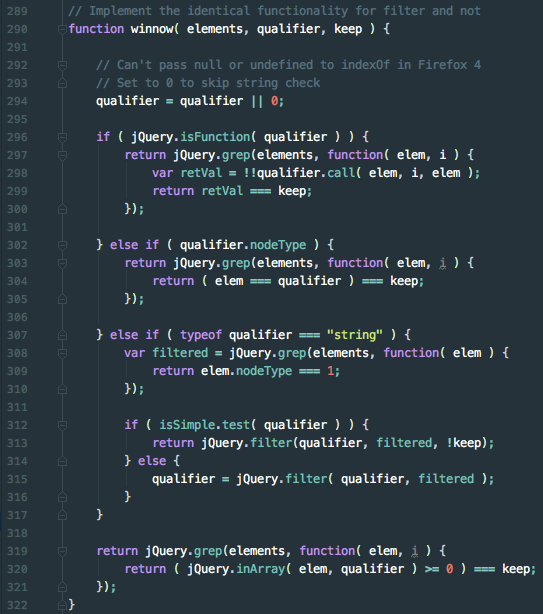 289 // Implement the identical functionality for filter and not
290 function winnow( elements, qualifier, keep ) {
291
292 // Can't pass null or undefined to indexOf in Firefox 4
293 // Set to 0 to skip string check
294 qualifier = qualifier || 0;
295
296 if ( jQuery.isFunction( qualifier ) ) {
297 return jQuery.grep(elements, function( elem, i ) {
298 var retVal = !!qualifier.call( elem, i, elem );
299 return retVal === keep;
300 });
301
302 } else if ( qualifier.nodeType ) {
303 return jQuery.grep(elements, function( elem, i ) {
304 return ( elem === qualifier ) === keep;
305 });
306
307 } else if ( typeof qualifier === "string" ) {
308 var filtered = jQuery.grep(elements, function( elem ) {
309 return elem.nodeType === 1;
310 });
311
312 if ( isSimple.test( qualifier ) ) {
313 return jQuery.filter(qualifier, filtered, !keep);
314 } else {
315 qualifier = jQuery.filter( qualifier, filtered );
316 }
317 }
318
319 return jQuery.grep(elements, function( elem, i ) {
320 return ( jQuery.inArray( elem, qualifier ) >= 0 ) === keep;
321 });
322 }